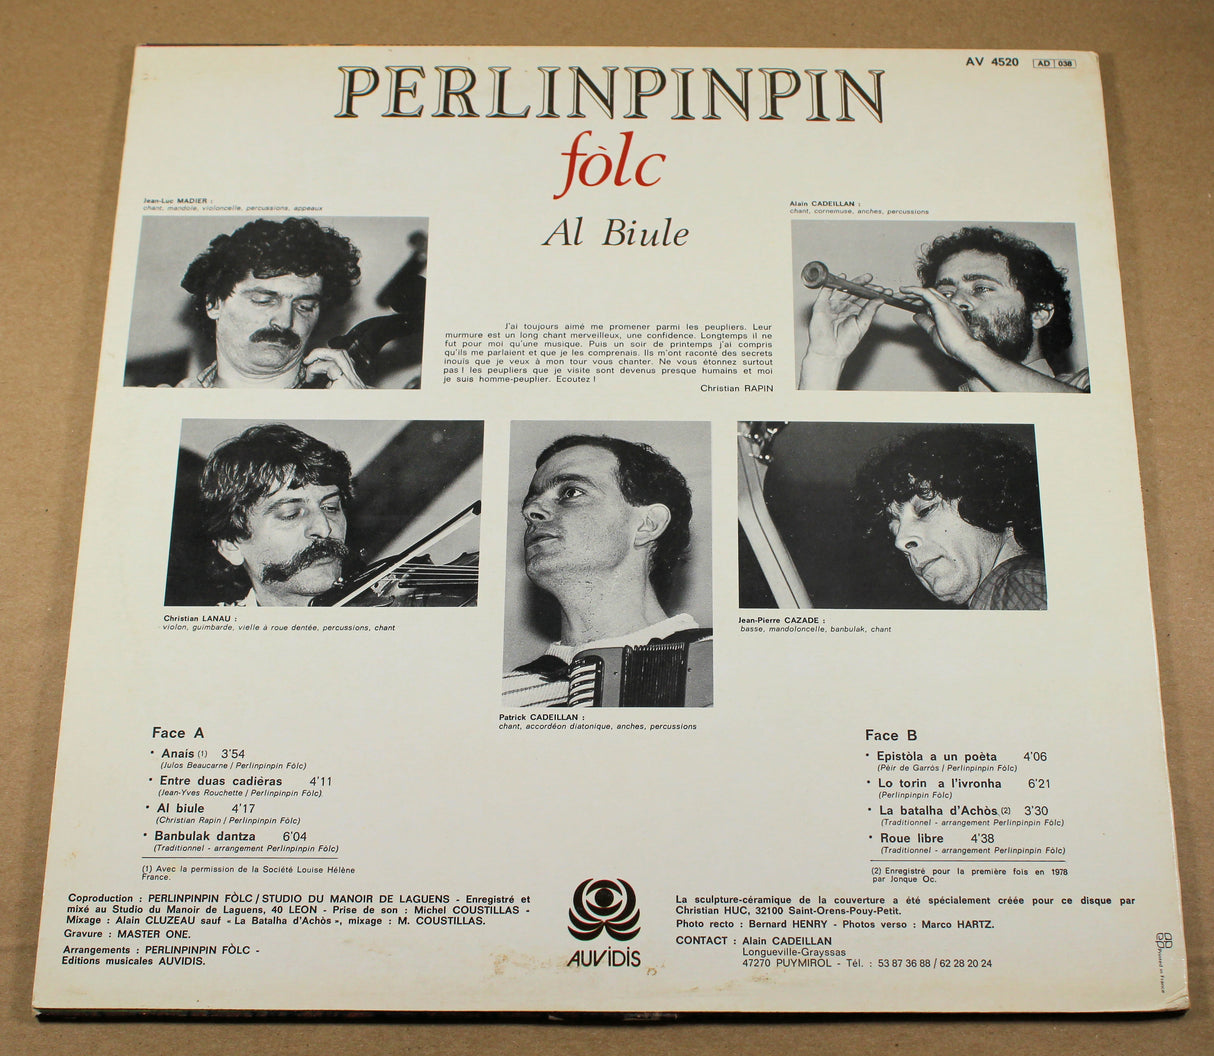 AV 4520 AD 038
PERLINPINPIN
fòlc
Al Biule
Jean-Luc MADIER :
chant, mandole, violoncelle, percussions, appeaux
Alain CADEILLAN :
chant, cornemuse, anches, percussions
J'ai toujours aimé me promener parmi les peupliers. Leur
murmure est un long chant merveilleux, une confidence. Longtemps il ne
fut pour moi qu'une musique. Puis un soir de printemps j'ai compris
qu'ils me parlaient et que je les comprenais. Ils m'ont raconté des secrets
inouïs que je veux à mon tour vous chanter. Ne vous étonnez surtout
pas ! les peupliers que je visite sont devenus presque humains et moi
je suis homme-peuplier. Ecoutez !
Christian RAPIN
Christian LANAU :
violon, guimbarde, vielle à roue dentée, percussions, chant
Patrick CADEILLAN :
chant, accordéon diatonique, anches, percussions
Jean-Pierre CAZADE :
basse, mandoloncelle, banbulak, chant
Face A
• Anaïs (1) 3'54
(Julos Beaucarne / Perlinpinpin Fòlc)
• Entre duas cadièras 4'11
(Jean-Yves Rouchette / Perlinpinpin Fòlc)
• Al biule 4'17
(Christian Rapin / Perlinpinpin Fòlc)
• Banbulak dantza 6'04
(Traditionnel - arrangement Perlinpinpin Fòlc)
(1) Avec la permission de la Société Louise Hélène
France.
Face B
• Epistòla a un poèta 4'06
(Pèir de Garròs / Perlinpinpin Fòlc)
• Lo torin a l'ivronha 6'21
(Perlinpinpin Fòlc)
• La batalha d'Achòs (2) 3'30
(Traditionnel - arrangement Perlinpinpin Fòlc)
• Roue libre 4'38
(Traditionnel - arrangement Perlinpinpin Fòlc)
(2) Enregistré pour la première fois en 1978
par Jonque Oc.
Coproduction : PERLINPINPIN FÒLC / STUDIO DU MANOIR DE LAGUENS - Enregistré et
mixé au Studio du Manoir de Laguens, 40 LEON - Prise de son : Michel COUSTILLAS -
Mixage : Alain CLUZEAU sauf « La Batalha d'Achòs », mixage : M. COUSTILLAS.
Gravure : MASTER ONE.
Arrangements : PERLINPINPIN FÒLC -
Editions musicales AUVIDIS.
AUVIDIS
La sculpture-céramique de la couverture a été spécialement créée pour ce disque par
Christian HUC, 32100 Saint-Orens-Pouy-Petit.
Photo recto : Bernard HENRY - Photos verso : Marco HARTZ.
CONTACT : Alain CADEILLAN
Longueville-Grayssas
47270 PUYMIROL - Tél. : 53 87 36 88 / 62 28 20 24
Printed in France